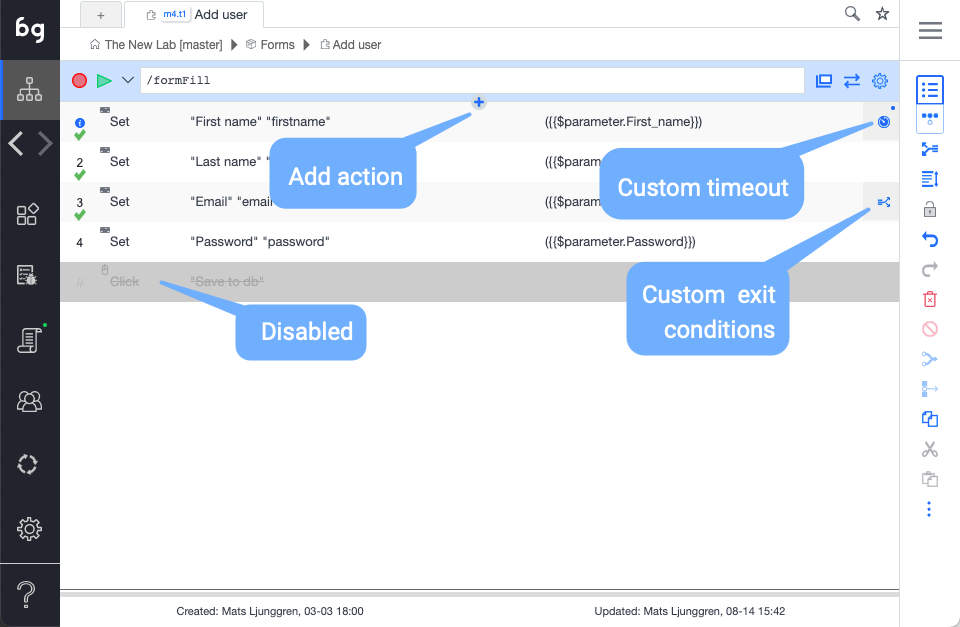 bg
+
m4.t1 Add user
The New Lab [master] Forms Add user
/formFill
+
i Set "First name" "firstname" ({{$parameter.First_name}})
2 Set "Last name" ({{$
Add action
Custom timeout
3 Set "Email" "email ({{$param
4 Set "Password" "password" ({{$parameter.Password}})
// Click "Save to db"
Custom exit
conditions
Disabled
?
Created: Mats Ljunggren, 03-03 18:00 Updated: Mats Ljunggren, 08-14 15:42